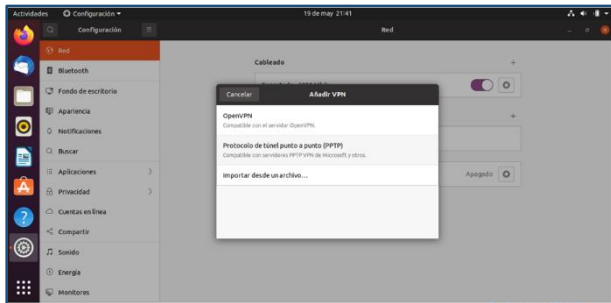 Actividades
Configuración
19 de may 21:41
Configuración
Red
Red
Bluetooth
Fondo de escritorio
Apariencia
Notificaciones
Buscar
Aplicaciones
Privacidad
Cuentas en línea
Compartir
Sonido
Energía
Monitores
Cableado
Cancelar
Añadir VPN
OpenVPN
Compatible con el servidor OpenVPN.
Protocolo de túnel punto a punto (PPTP)
Compatible con servidores PPTP VPN de Microsoft y otros.
Importar desde un archivo...
Apagado